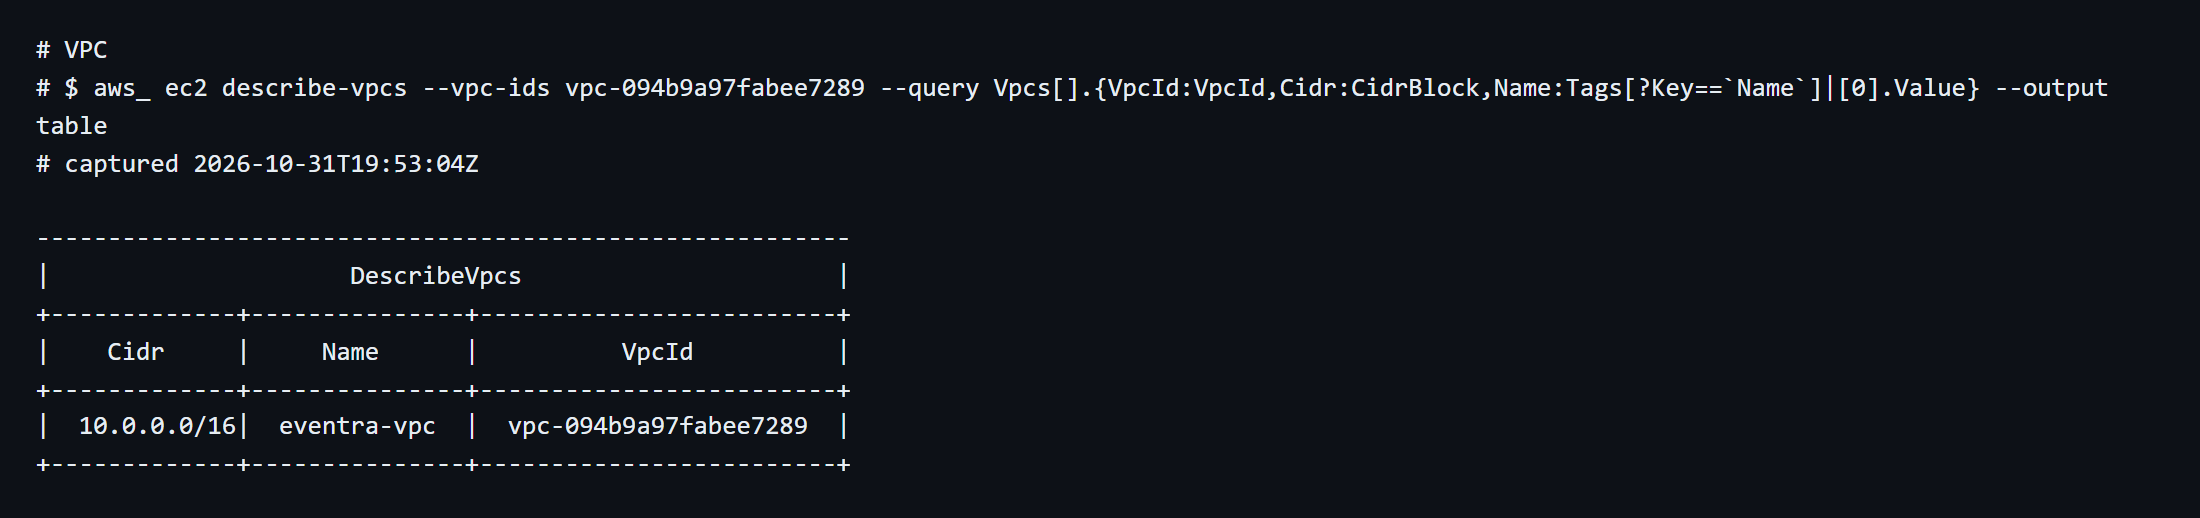 # VPC
# $ aws_ ec2 describe-vpcs --vpc-ids vpc-094b9a97fabee7289 --query Vpcs[].{VpcId:VpcId,Cidr:CidrBlock,Name:Tags[?Key==`Name`]|[0].Value} --output
table
# captured 2026-10-31T19:53:04Z

---------------------------------------------------------
|                     DescribeVpcs                      |
+-------------+---------------+-------------------------+
|    Cidr     |     Name      |          VpcId          |
+-------------+---------------+-------------------------+
|  10.0.0.0/16|  eventra-vpc  |  vpc-094b9a97fabee7289  |
+-------------+---------------+-------------------------+